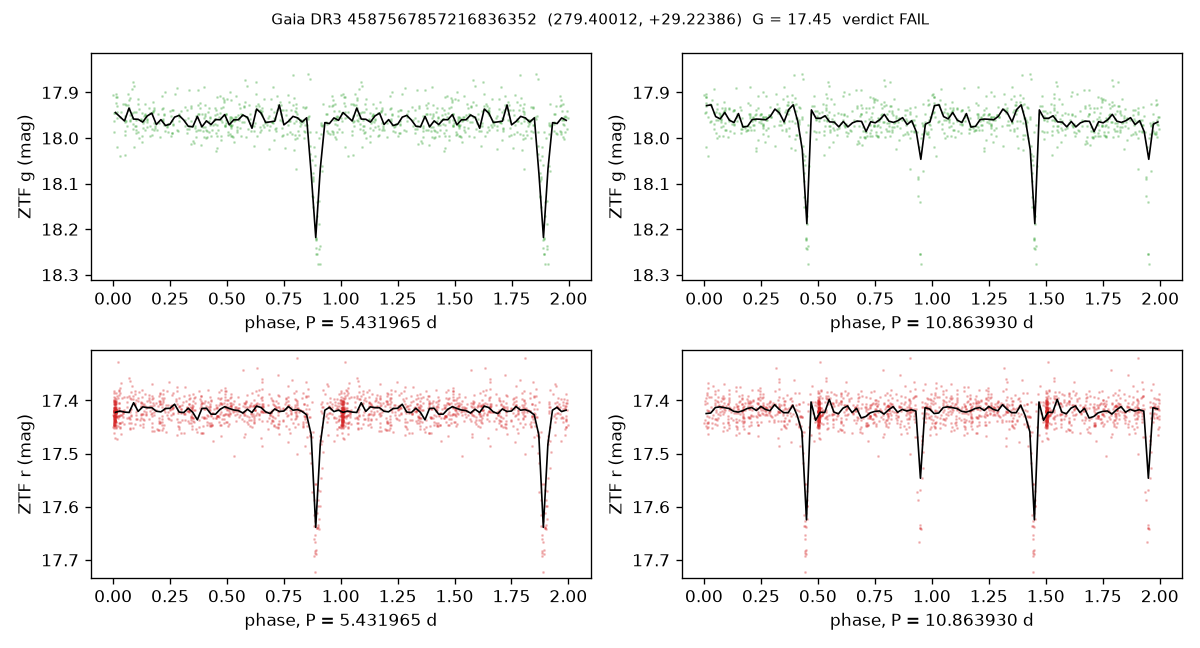 Gaia DR3 4587567857216836352  (279.40012, +29.22386)  G = 17.45  verdict FAIL
ZTF g (mag)
17.9
18.0
18.1
18.2
18.3
0.00 0.25 0.50 0.75 1.00 1.25 1.50 1.75 2.00
phase, P = 5.431965 d
ZTF g (mag)
17.9
18.0
18.1
18.2
18.3
0.00 0.25 0.50 0.75 1.00 1.25 1.50 1.75 2.00
phase, P = 10.863930 d
ZTF r (mag)
17.4
17.5
17.6
17.7
0.00 0.25 0.50 0.75 1.00 1.25 1.50 1.75 2.00
phase, P = 5.431965 d
ZTF r (mag)
17.4
17.5
17.6
17.7
0.00 0.25 0.50 0.75 1.00 1.25 1.50 1.75 2.00
phase, P = 10.863930 d